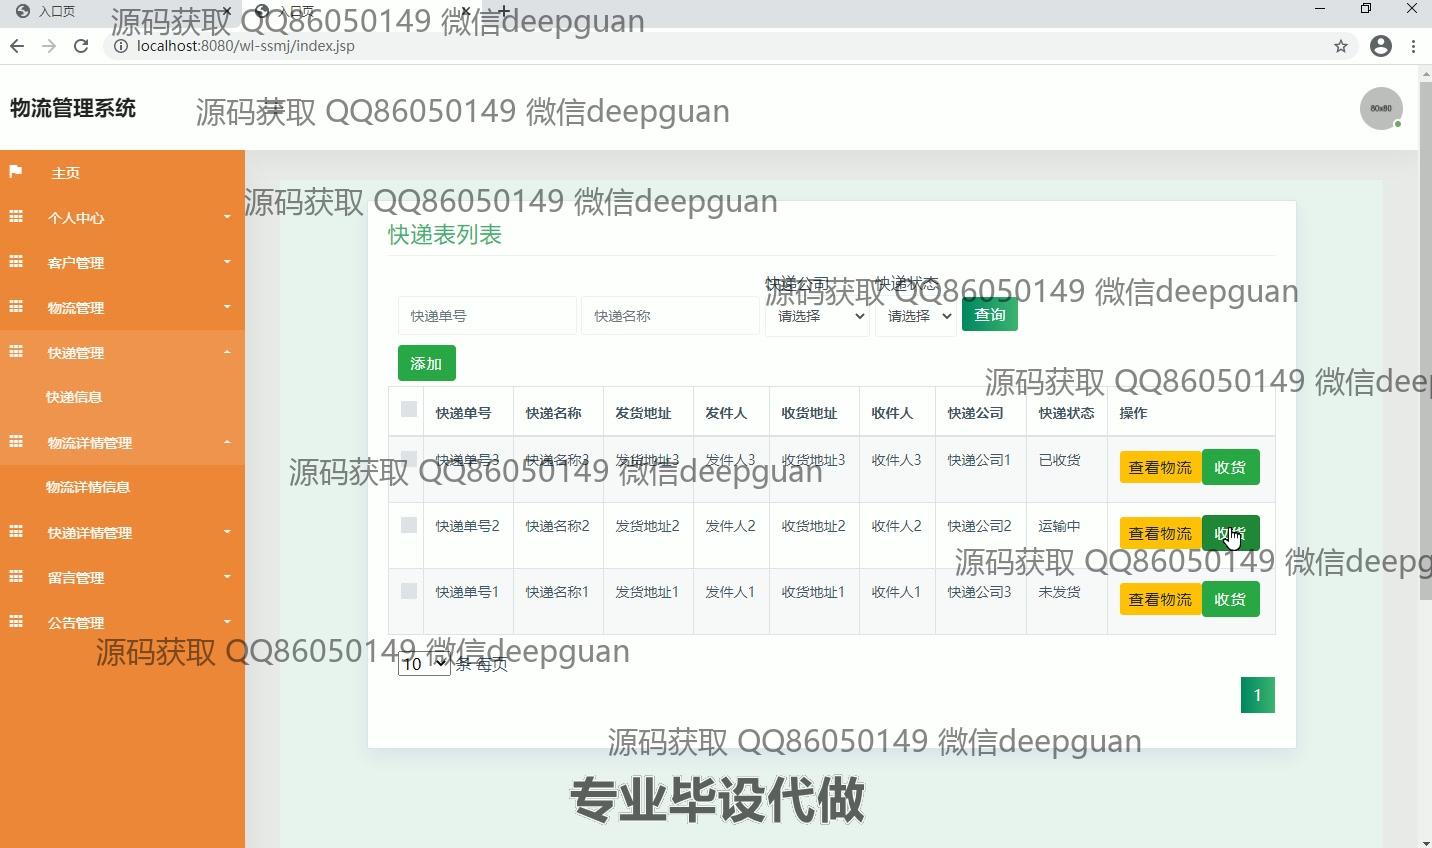 入口页
入口页
源码获取 QQ86050149 微信deepguan
localhost:8080/wl-ssmj/index.jsp
物流管理系统
源码获取 QQ86050149 微信deepguan
80x80
主页
个人中心
客户管理
物流管理
快递管理
快递信息
物流详情管理
物流详情信息
快递详情管理
留言管理
公告管理
源码获取 QQ86050149 微信deepguan
快递表列表
快递公司 快递状态
源码获取 QQ86050149 微信deepguan
快递单号 快递名称 请选择 请选择 查询
添加
源码获取 QQ86050149 微信deep
快递单号 快递名称 发货地址 发件人 收货地址 收件人 快递公司 快递状态 操作
快递单号3 快递名称3 发货地址3 发件人3 收货地址3 收件人3 快递公司1 已收货 查看物流 收货
源码获取 QQ86050149 微信deepguan
快递单号2 快递名称2 发货地址2 发件人2 收货地址2 收件人2 快递公司2 运输中 查看物流 收货
源码获取 QQ86050149 微信deepg
快递单号1 快递名称1 发货地址1 发件人1 收货地址1 收件人1 快递公司3 未发货 查看物流 收货
源码获取 QQ86050149 微信deepguan
10 条 每页
1
源码获取 QQ86050149 微信deepguan
专业毕设代做